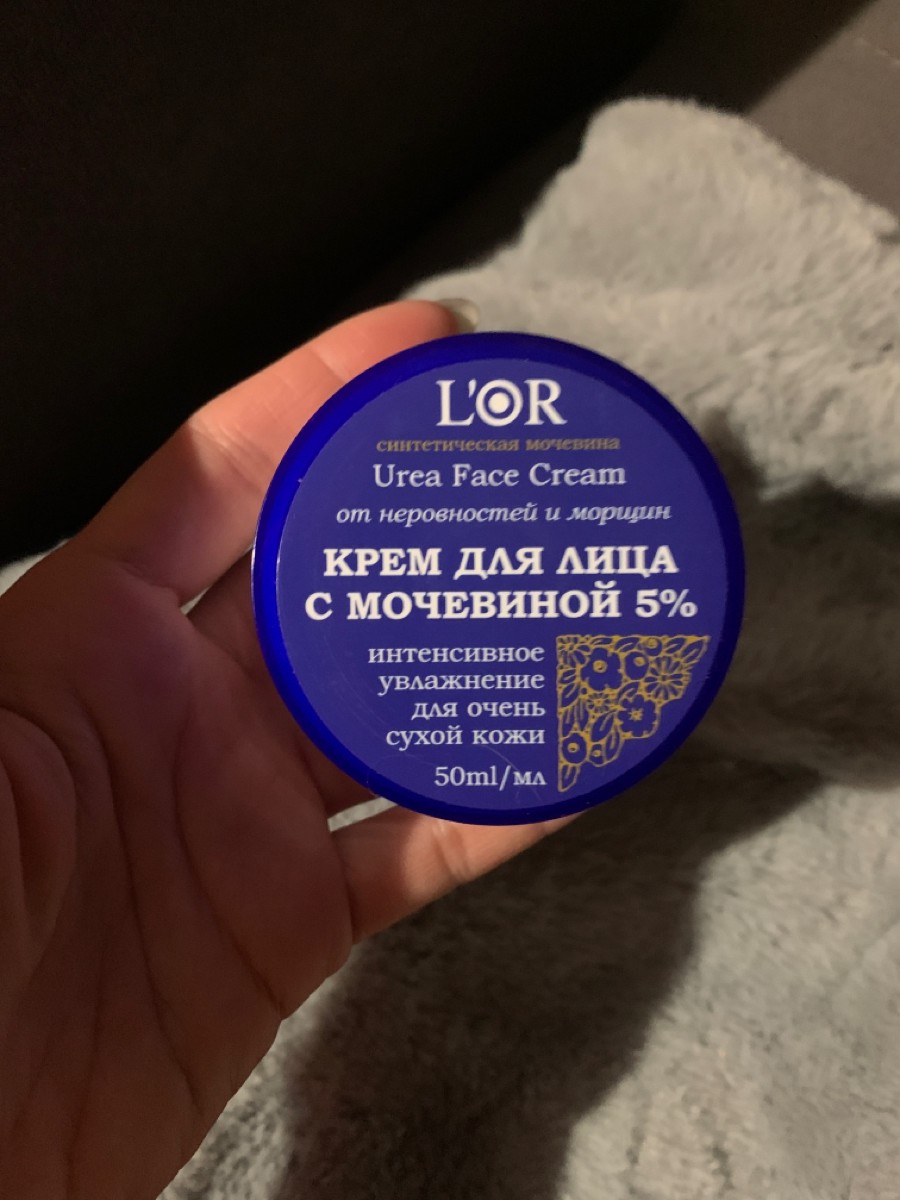 L'OR
синтетическая мочевина
Urea Face Cream
от неровностей и морщин
КРЕМ ДЛЯ ЛИЦА
С МОЧЕВИНОЙ 5%
интенсивное
увлажнение
для очень
сухой кожи
50ml/мл